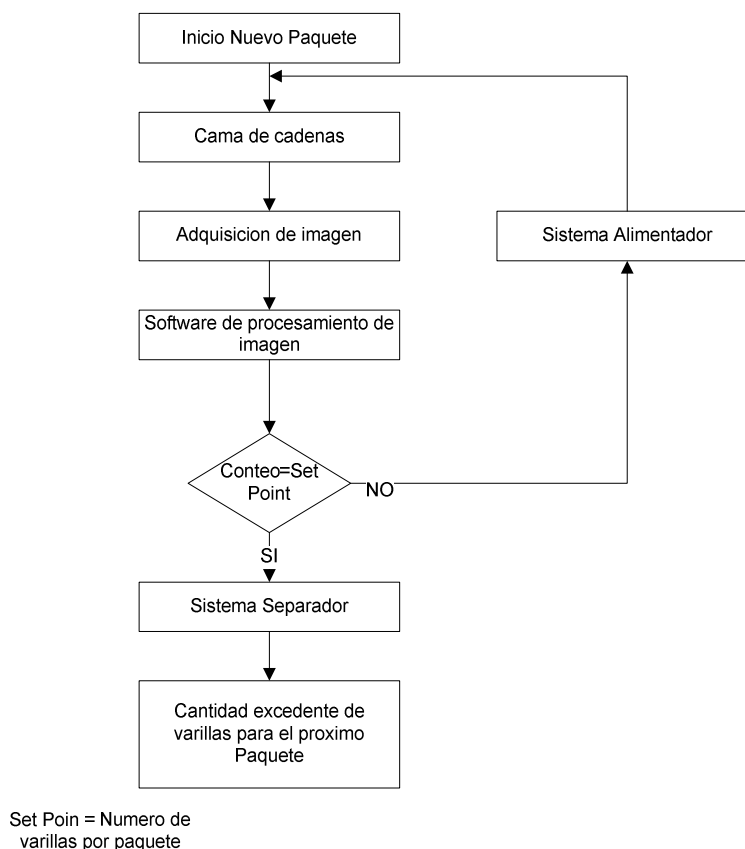 Inicio Nuevo Paquete
Cama de cadenas
Adquisicion de imagen
Sistema Alimentador
Software de procesamiento de
imagen
Conteo=Set
Point
NO
SI
Sistema Separador
Cantidad excedente de
varillas para el proximo
Paquete
Set Poin = Numero de
varillas por paquete